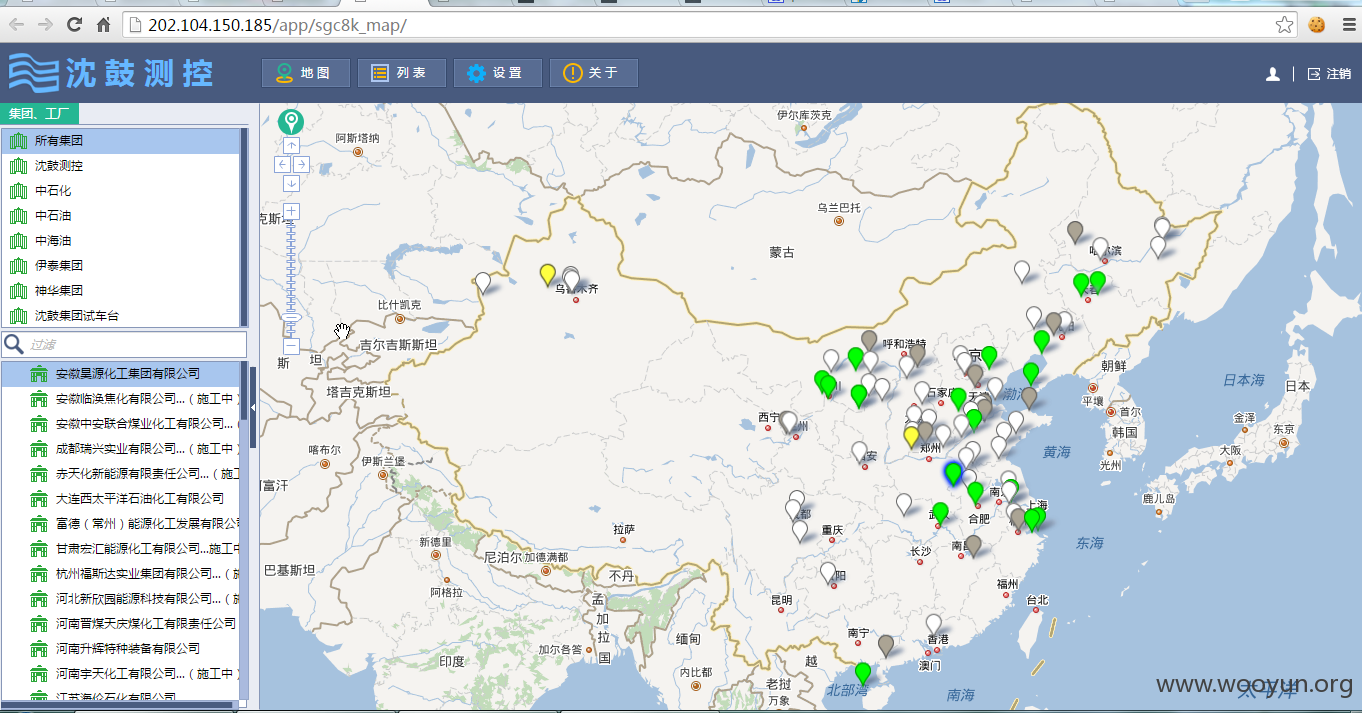 202.104.150.185/app/sgc8k_map/
沈鼓测控
地图
列表
设置
关于
注销
集团、工厂
所有集团
沈鼓测控
中石化
中石油
中海油
伊泰集团
神华集团
沈鼓集团试车台
过滤
安徽昊源化工集团有限公司
安徽临涣焦化有限公司...（施工中
安徽中安联合煤业化工有限公司...
成都瑞兴实业有限公司...（施工中
赤天化新能源有限责任公司...（施
大连西太平洋石油化工有限公司
富德（常州）能源化工发展有限公
甘肃宏汇能源化工有限公司...施工中
杭州福斯达实业集团有限公司...（施
河北新欣园能源科技有限公司...（施
河南晋煤天庆煤化工有限责任公司
河南升辉特种装备有限公司
河南宇天化工有限公司...（施工中
江苏海伦石化有限公司
阿斯塔纳
伊尔库茨克
克斯
乌兰巴托
蒙古
哈尔滨
乌鲁木齐
比什凯克
吉尔吉斯斯坦
斯
坦
塔吉克斯坦
呼和浩特
朝鲜
平壤
首尔
韩国
光州
日本海
日本
金泽
东京
大阪
鹿儿岛
石家庄
渤
黄海
西宁
州
郑州
安
喀布尔
伊斯兰堡
富汗
巴基斯坦
新德里
尼泊尔
加德满都
不丹
拉萨
阿格拉
孟
加
拉
国
加尔各答
印度
缅甸
内比都
老挝
万象
越
重庆
昆明
阳
南
上海
合肥
长沙
南昌
福州
台北
东海
南宁
香港
澳门
北部湾
南海
太平洋
www.wooyun.org